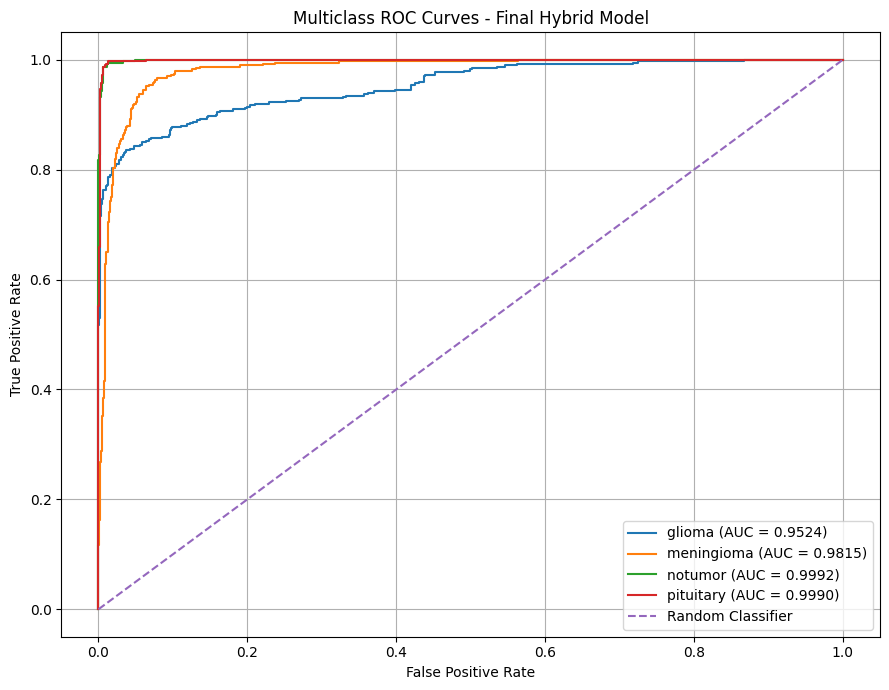 Multiclass ROC Curves - Final Hybrid Model
True Positive Rate
1.0
0.8
0.6
0.4
0.2
0.0
0.0 0.2 0.4 0.6 0.8 1.0
False Positive Rate
glioma (AUC = 0.9524)
meningioma (AUC = 0.9815)
notumor (AUC = 0.9992)
pituitary (AUC = 0.9990)
Random Classifier